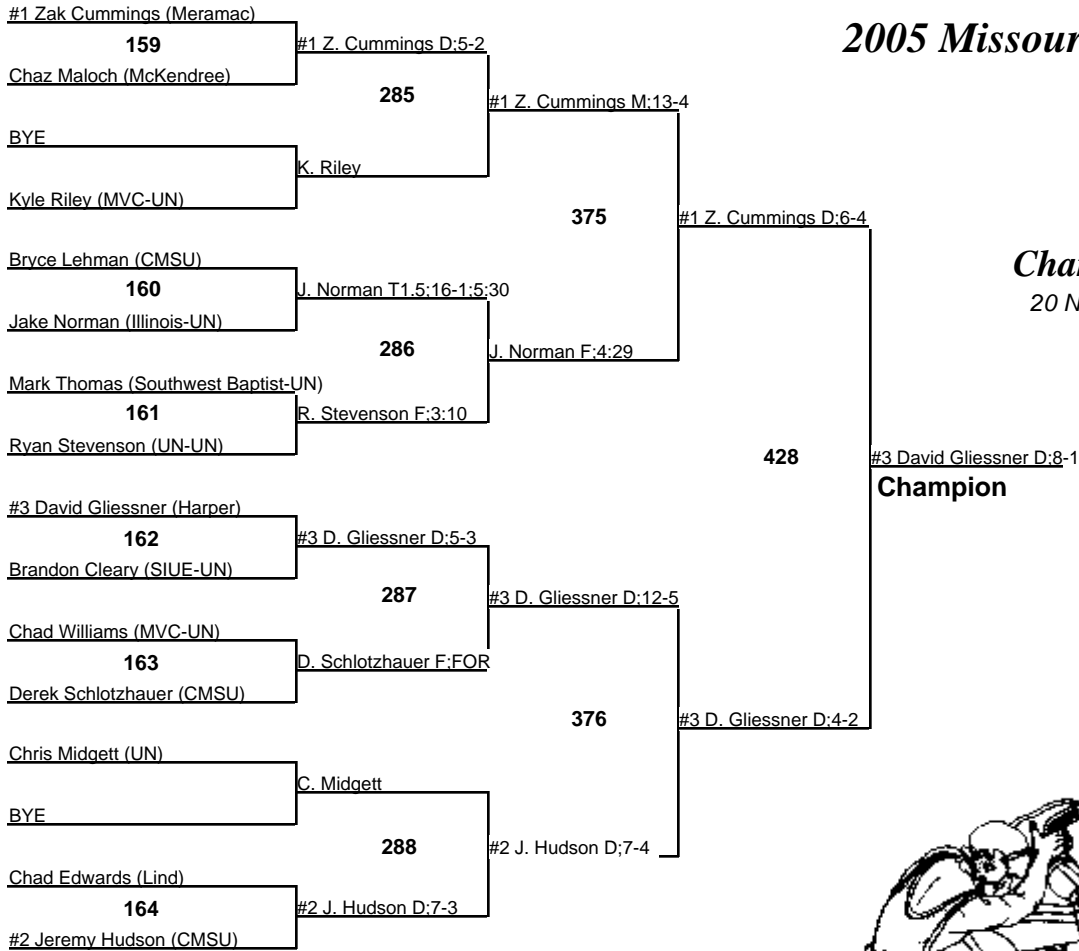 #1 Zak Cummings (Meramac)
159
Chaz Maloch (McKendree)
#1 Z. Cummings D;5-2
285
BYE
Kyle Riley (MVC-UN)
K. Riley
#1 Z. Cummings M;13-4
375
Bryce Lehman (CMSU)
160
Jake Norman (Illinois-UN)
J. Norman T1.5;16-1;5:30
286
Mark Thomas (Southwest Baptist-UN)
161
Ryan Stevenson (UN-UN)
R. Stevenson F;3:10
J. Norman F;4:29
#1 Z. Cummings D;6-4
428
#3 David Gliessner (Harper)
162
Brandon Cleary (SIUE-UN)
#3 D. Gliessner D;5-3
287
Chad Williams (MVC-UN)
163
Derek Schlotzhauer (CMSU)
D. Schlotzhauer F;FOR
#3 D. Gliessner D;12-5
376
Chris Midgett (UN)
BYE
C. Midgett
288
Chad Edwards (Lind)
164
#2 Jeremy Hudson (CMSU)
#2 J. Hudson D;7-3
#2 J. Hudson D;7-4
#3 D. Gliessner D;4-2
#3 David Gliessner D;8-1
Champion
2005
20